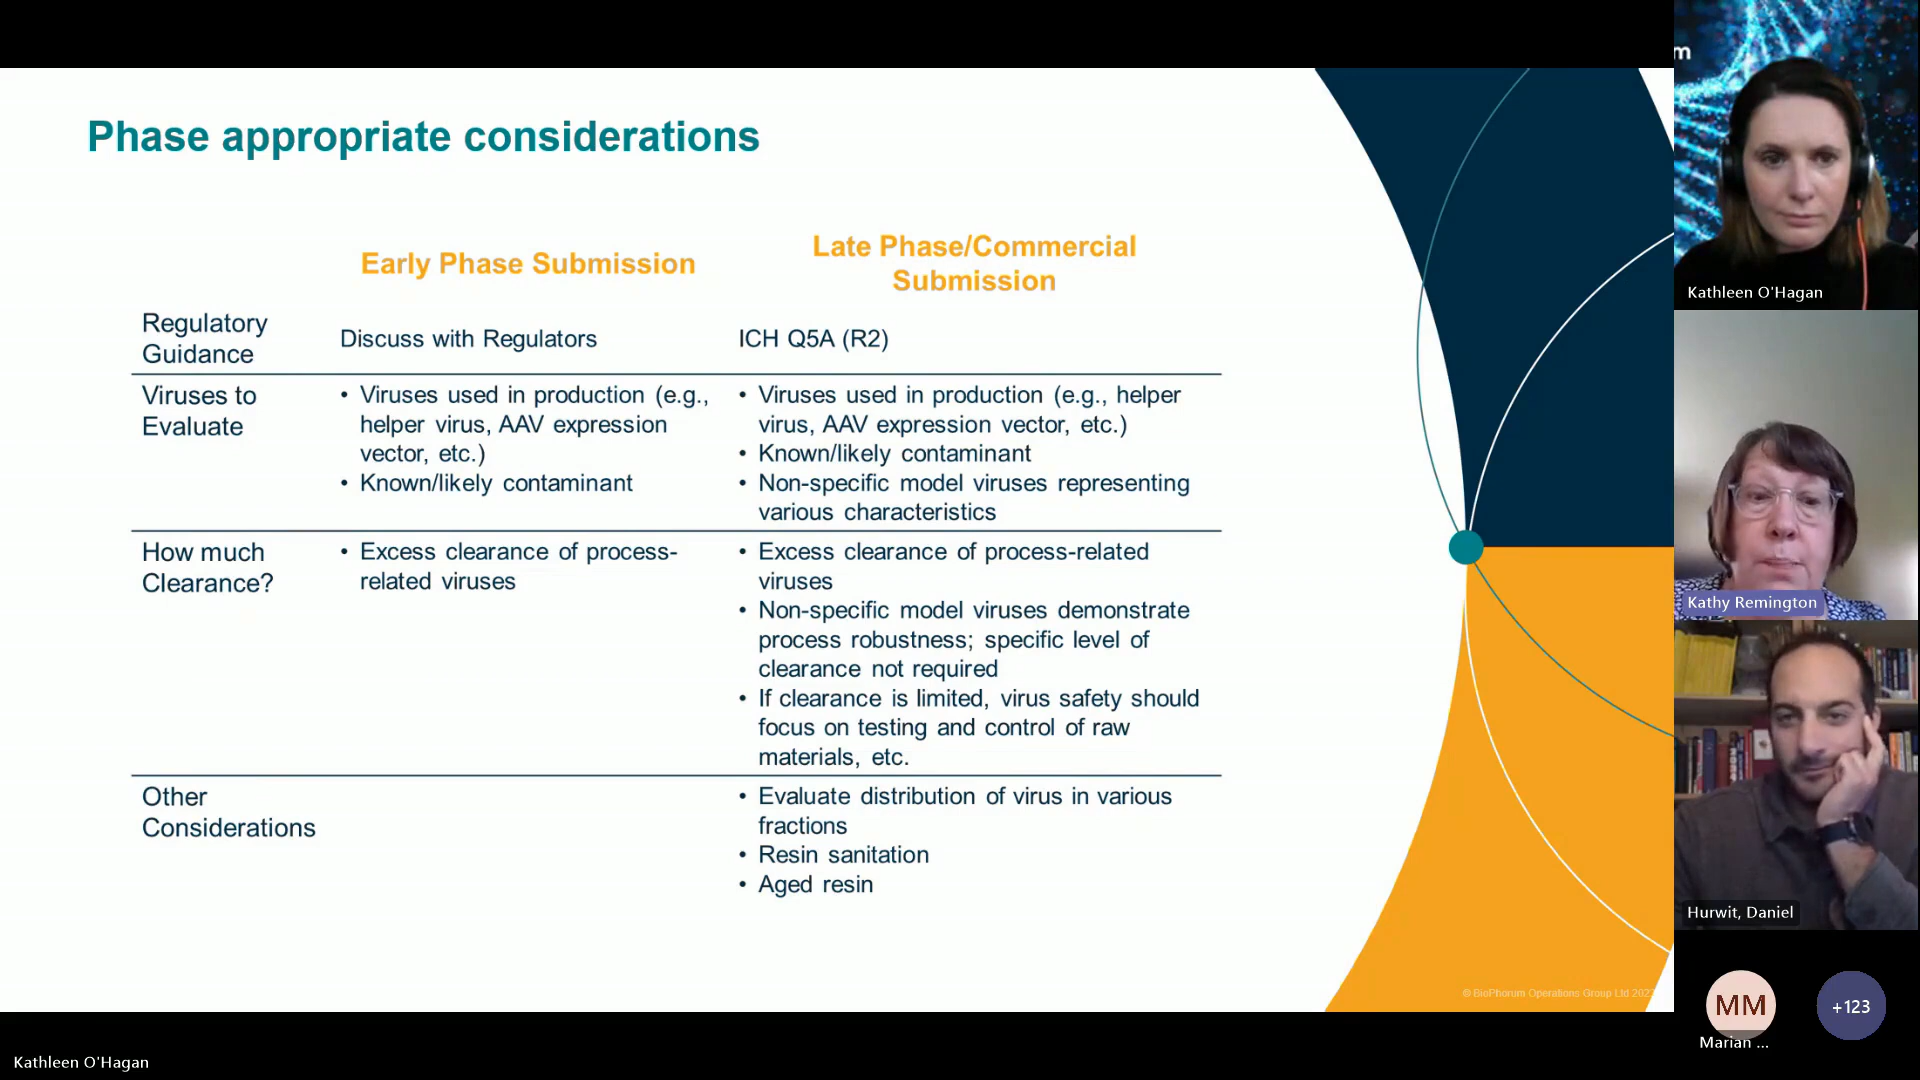 Phase appropriate considerations
Early Phase Submission
Late Phase/Commercial
Submission
Regulatory
Guidance
Discuss with Regulators
ICH Q5A (R2)
Viruses to
Evaluate
• Viruses used in production (e.g.,
helper virus, AAV expression
vector, etc.)
• Known/likely contaminant
• Viruses used in production (e.g., helper
virus, AAV expression vector, etc.)
• Known/likely contaminant
• Non-specific model viruses representing
various characteristics
How much
Clearance?
• Excess clearance of process-
related viruses
• Excess clearance of process-related
viruses
• Non-specific model viruses demonstrate
process robustness; specific level of
clearance not required
• If clearance is limited, virus safety should
focus on testing and control of raw
materials, etc.
Other
Considerations
• Evaluate distribution of virus in various
fractions
• Resin sanitation
• Aged resin
© BioPhorum Operations Group Ltd
m
Kathleen O'Hagan
Kathy Remington
Hurwit, Daniel
MM
Marian ...
+123
Kathleen O'Hagan